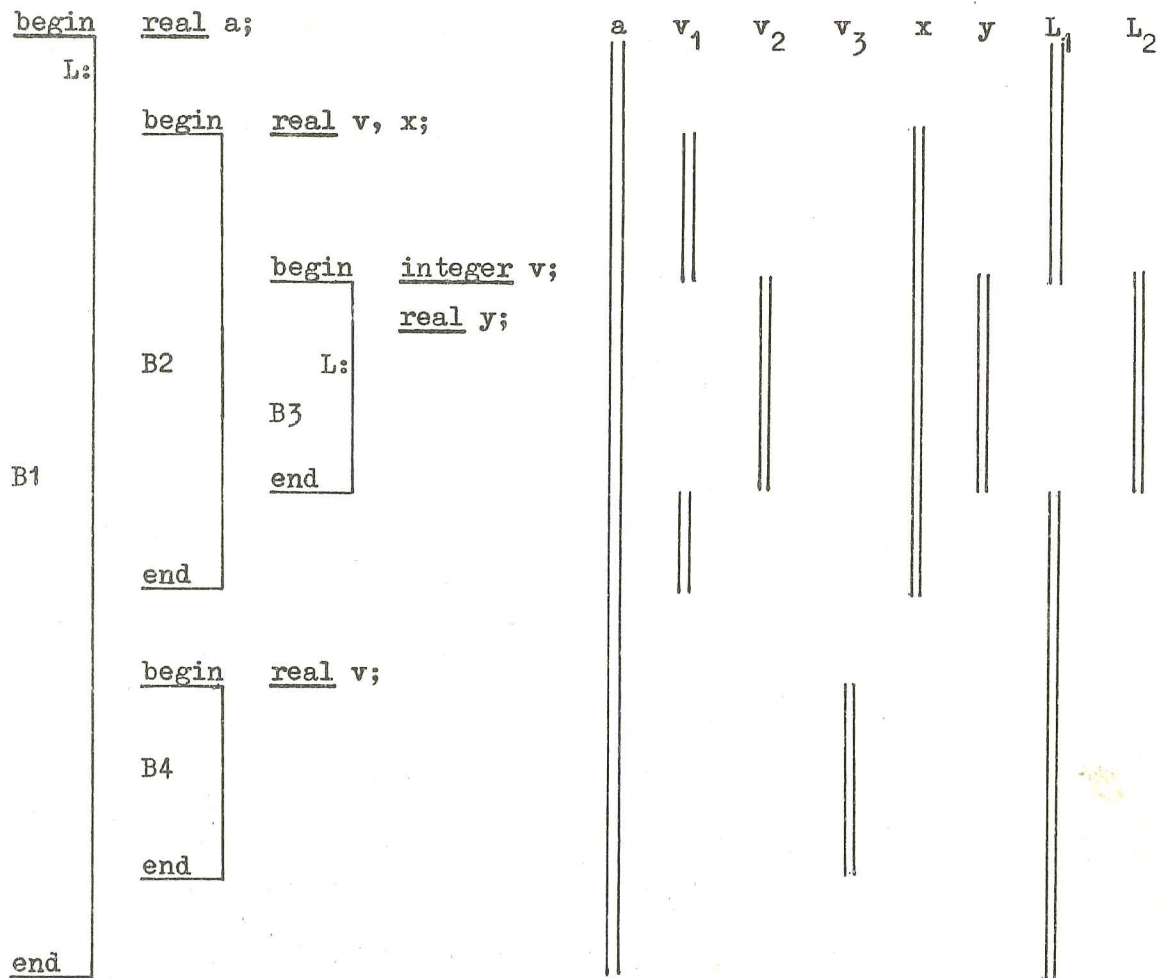 begin real a; a v1 v2 v3 x y L1 L2
L:
begin real v, x;
begin integer v;
real y;
B2 L:
B3
B1 end
end
begin real v;
B4
end
end